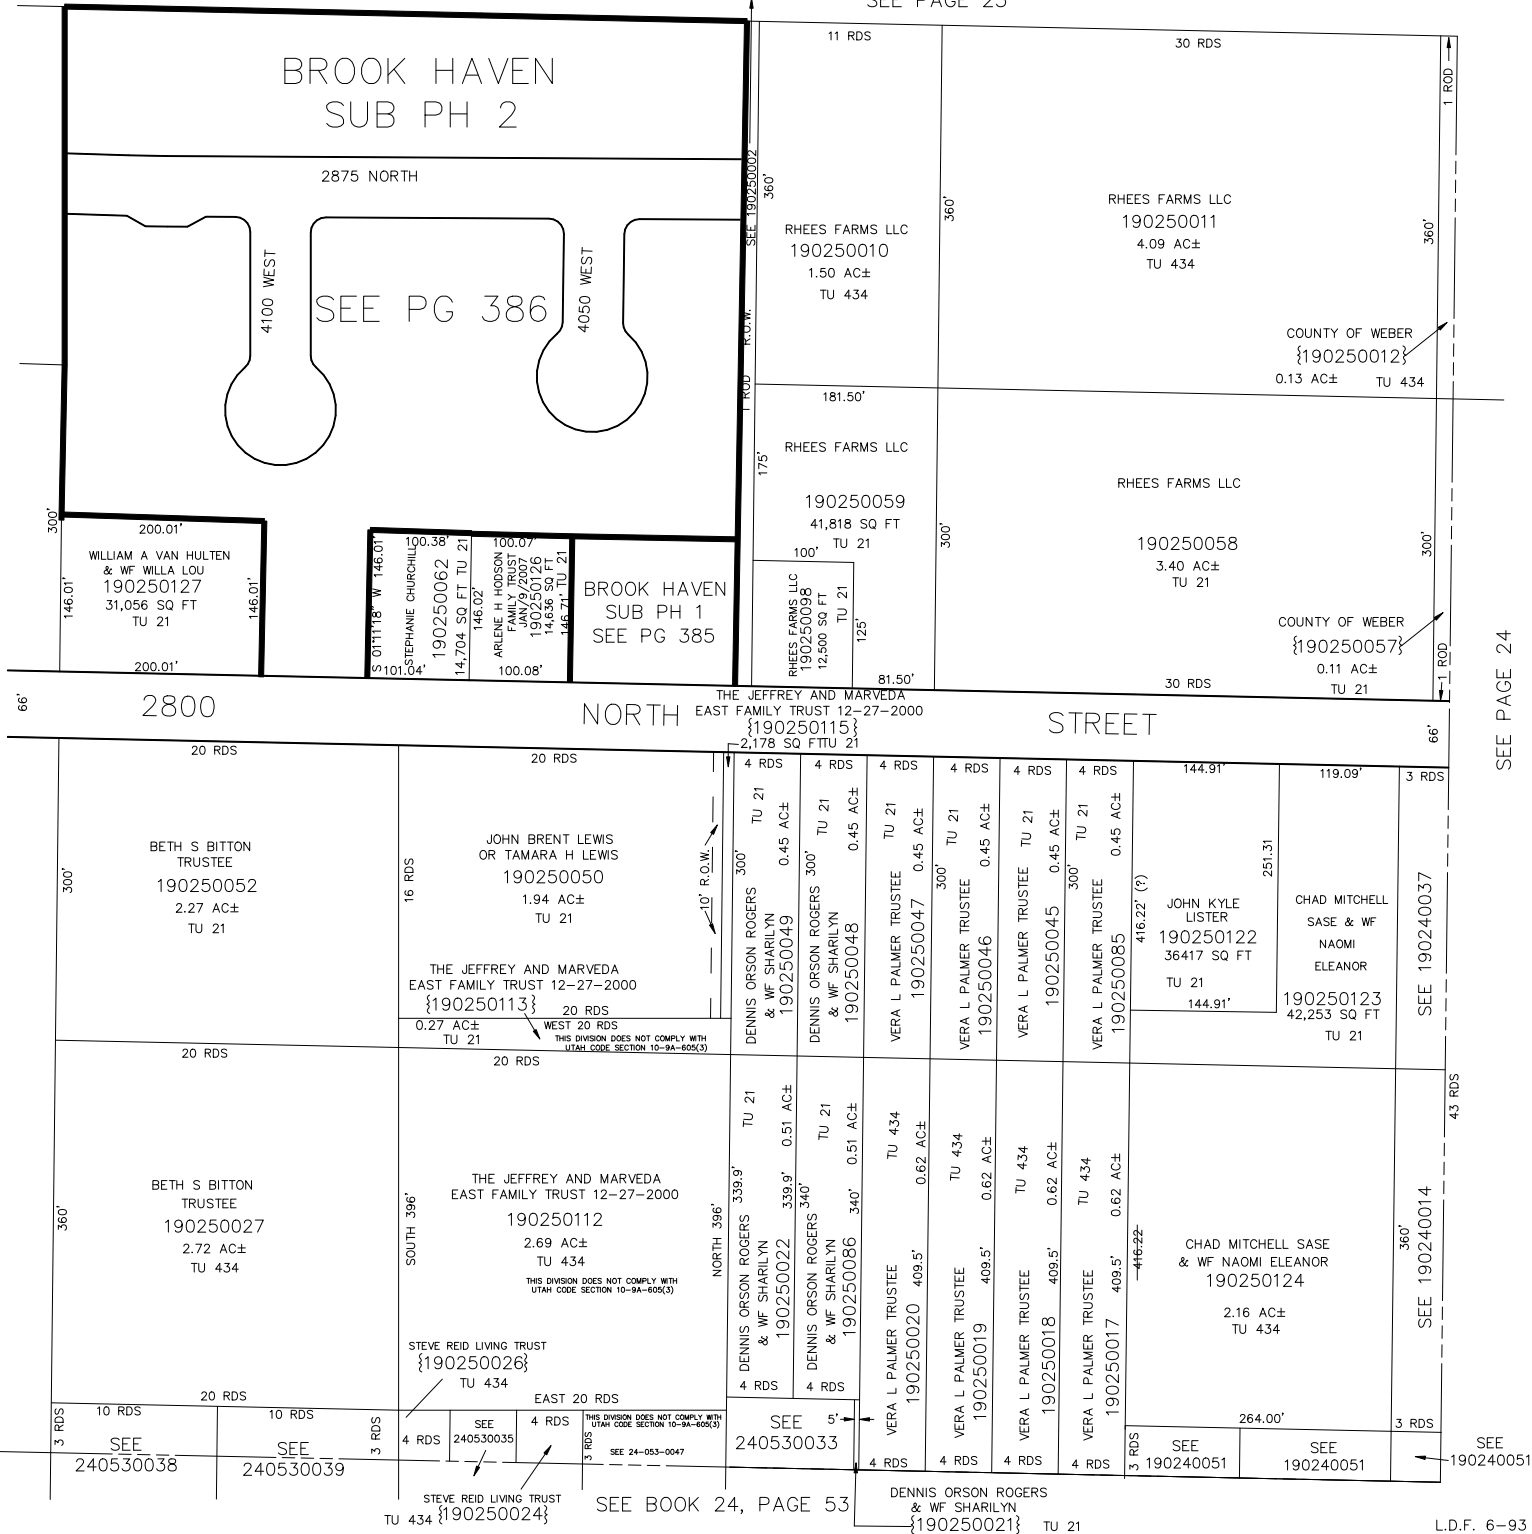 SEE PAGE 25
BROOK HAVEN
SUB PH 2
2875 NORTH
4100 WEST
4050 WEST
SEE PG 386
SEE 190250002
1 ROD R.O.W.
11 RDS
30 RDS
1 ROD
360'
RHEES FARMS LLC
190250010
1.50 AC±
TU 434
360'
RHEES FARMS LLC
190250011
4.09 AC±
TU 434
360'
COUNTY OF WEBER
{190250012}
0.13 AC± TU 434
181.50'
RHEES FARMS LLC
175'
190250059
41,818 SQ FT
TU 21
100'
RHEES FARMS LLC
190250098
12,500 SQ FT
TU 21
125'
81.50'
300'
RHEES FARMS LLC
190250058
3.40 AC±
TU 21
300'
COUNTY OF WEBER
{190250057}
0.11 AC±
TU 21
1 ROD
30 RDS
SEE PAGE 24
300'
200.01'
WILLIAM A VAN HULTEN
& WF WILLA LOU
190250127
31,056 SQ FT
TU 21
146.01'
146.01'
200.01'
S 01°11'18" W 146.01'
100.38'
STEPHANIE CHURCHILL
190250062
14,704 SQ FT TU 21
101.04'
146.02'
100.07'
ARLENE H HODSON
FAMILY TRUST
JAN/9/2007
190250126
14,636 SQ FT
146.71' TU 21
100.08'
BROOK HAVEN
SUB PH 1
SEE PG 385
66'
2800 NORTH STREET
66'
THE JEFFREY AND MARVEDA
EAST FAMILY TRUST 12-27-2000
{190250115}
2,178 SQ FT TU 21
20 RDS
BETH S BITTON
TRUSTEE
190250052
2.27 AC±
TU 21
300'
20 RDS
20 RDS
16 RDS
JOHN BRENT LEWIS
OR TAMARA H LEWIS
190250050
1.94 AC±
TU 21
10' R.O.W.
THE JEFFREY AND MARVEDA
EAST FAMILY TRUST 12-27-2000
{190250113}
0.27 AC±
TU 21
20 RDS
WEST 20 RDS
THIS DIVISION DOES NOT COMPLY WITH
UTAH CODE SECTION 10-9A-605(3)
20 RDS
4 RDS
300'
DENNIS ORSON ROGERS
& WF SHARILYN
190250049
0.45 AC±
TU 21
4 RDS
300'
DENNIS ORSON ROGERS
& WF SHARILYN
190250048
0.45 AC±
TU 21
4 RDS
VERA L PALMER TRUSTEE
190250047
0.45 AC±
TU 21
4 RDS
300'
VERA L PALMER TRUSTEE
190250046
0.45 AC±
TU 21
4 RDS
VERA L PALMER TRUSTEE
190250045
0.45 AC±
TU 21
4 RDS
300'
VERA L PALMER TRUSTEE
190250085
0.45 AC±
TU 21
144.91'
416.22' (?)
JOHN KYLE
LISTER
190250122
36417 SQ FT
TU 21
144.91'
251.31
119.09'
CHAD MITCHELL
SASE & WF
NAOMI
ELEANOR
190250123
42,253 SQ FT
TU 21
3 RDS
SEE 190240037
43 RDS
BETH S BITTON
TRUSTEE
190250027
2.72 AC±
TU 434
360'
20 RDS
SOUTH 396'
THE JEFFREY AND MARVEDA
EAST FAMILY TRUST 12-27-2000
190250112
2.69 AC±
TU 434
THIS DIVISION DOES NOT COMPLY WITH
UTAH CODE SECTION 10-9A-605(3)
NORTH 396'
EAST 20 RDS
339.9'
DENNIS ORSON ROGERS
& WF SHARILYN
190250022
339.9'
0.51 AC±
TU 21
4 RDS
340'
DENNIS ORSON ROGERS
& WF SHARILYN
190250086
340'
0.51 AC±
TU 21
4 RDS
VERA L PALMER TRUSTEE
190250020
409.5'
0.62 AC±
TU 434
4 RDS
VERA L PALMER TRUSTEE
190250019
409.5'
0.62 AC±
TU 434
4 RDS
VERA L PALMER TRUSTEE
190250018
409.5'
0.62 AC±
TU 434
4 RDS
VERA L PALMER TRUSTEE
190250017
409.5'
0.62 AC±
TU 434
4 RDS
416.22
CHAD MITCHELL SASE
& WF NAOMI ELEANOR
190250124
2.16 AC±
TU 434
264.00'
360'
SEE 190240014
3 RDS
3 RDS
10 RDS
SEE
240530038
10 RDS
SEE
240530039
3 RDS
STEVE REID LIVING TRUST
{190250026}
TU 434
4 RDS
SEE
240530035
4 RDS
3 RDS
THIS DIVISION DOES NOT COMPLY WITH
UTAH CODE SECTION 10-9A-605(3)
SEE 24-053-0047
SEE
240530033
5'
3 RDS
SEE
190240051
SEE
190240051
SEE
190240051
STEVE REID LIVING TRUST
TU 434 {190250024}
SEE BOOK 24, PAGE 53
DENNIS ORSON ROGERS
& WF SHARILYN
{190250021} TU 21
L.D.F. 6-93